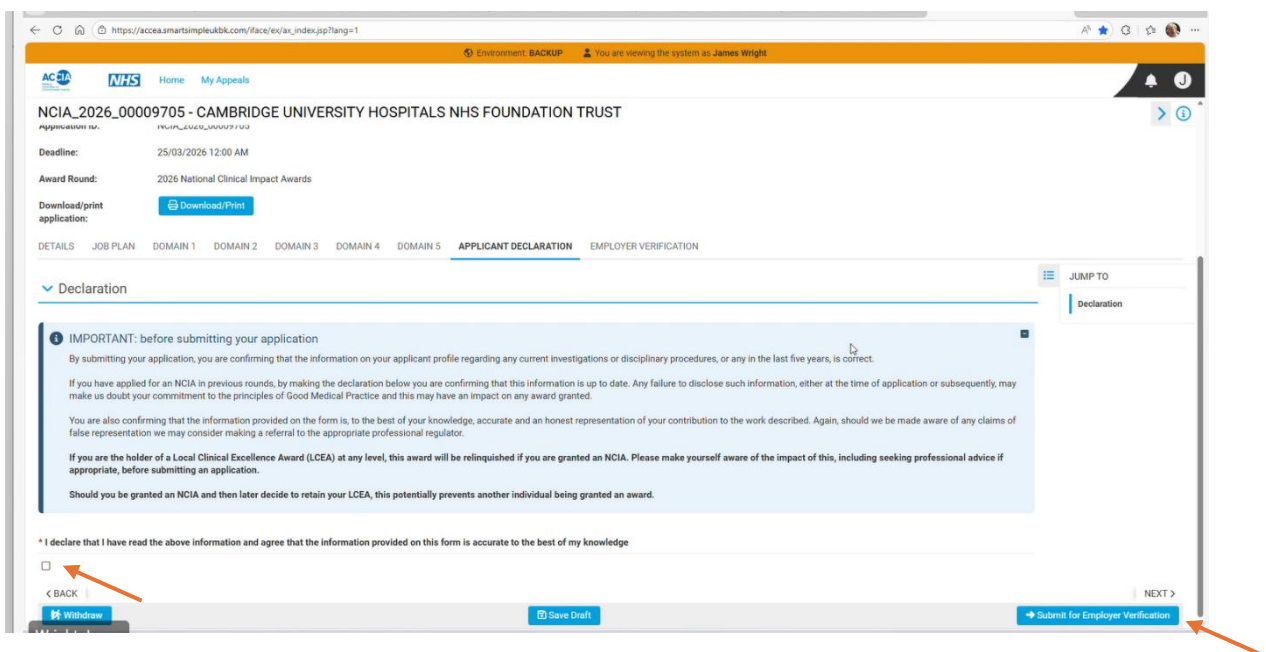 https://accea.smartsimpleukbk.com/iface/ex/ax_index.jsp?lang=1
Environment: BACKUP You are viewing the system as James Wright
ACCIA NHS Home My Appeals J
NCIA_2026_00009705 - CAMBRIDGE UNIVERSITY HOSPITALS NHS FOUNDATION TRUST
Application ID: NCIA_2026_00009705
Deadline: 25/03/2026 12:00 AM
Award Round: 2026 National Clinical Impact Awards
Download/print Download/Print
application:
DETAILS JOB PLAN DOMAIN 1 DOMAIN 2 DOMAIN 3 DOMAIN 4 DOMAIN 5 APPLICANT DECLARATION EMPLOYER VERIFICATION
JUMP TO
Declaration
Declaration
IMPORTANT: before submitting your application
By submitting your application, you are confirming that the information on your applicant profile regarding any current investigations or disciplinary procedures, or any in the last five years, is correct.
If you have applied for an NCIA in previous rounds, by making the declaration below you are confirming that this information is up to date. Any failure to disclose such information, either at the time of application or subsequently, may
make us doubt your commitment to the principles of Good Medical Practice and this may have an impact on any award granted.
You are also confirming that the information provided on the form is, to the best of your knowledge, accurate and an honest representation of your contribution to the work described. Again, should we be made aware of any claims of
false representation we may consider making a referral to the appropriate professional regulator.
If you are the holder of a Local Clinical Excellence Award (LCEA) at any level, this award will be relinquished if you are granted an NCIA. Please make yourself aware of the impact of this, including seeking professional advice if
appropriate, before submitting an application.
Should you be granted an NCIA and then later decide to retain your LCEA, this potentially prevents another individual being granted an award.
* I declare that I have read the above information and agree that the information provided on this form is accurate to the best of my knowledge
< BACK NEXT >
Withdraw Save Draft Submit for Employer Verification